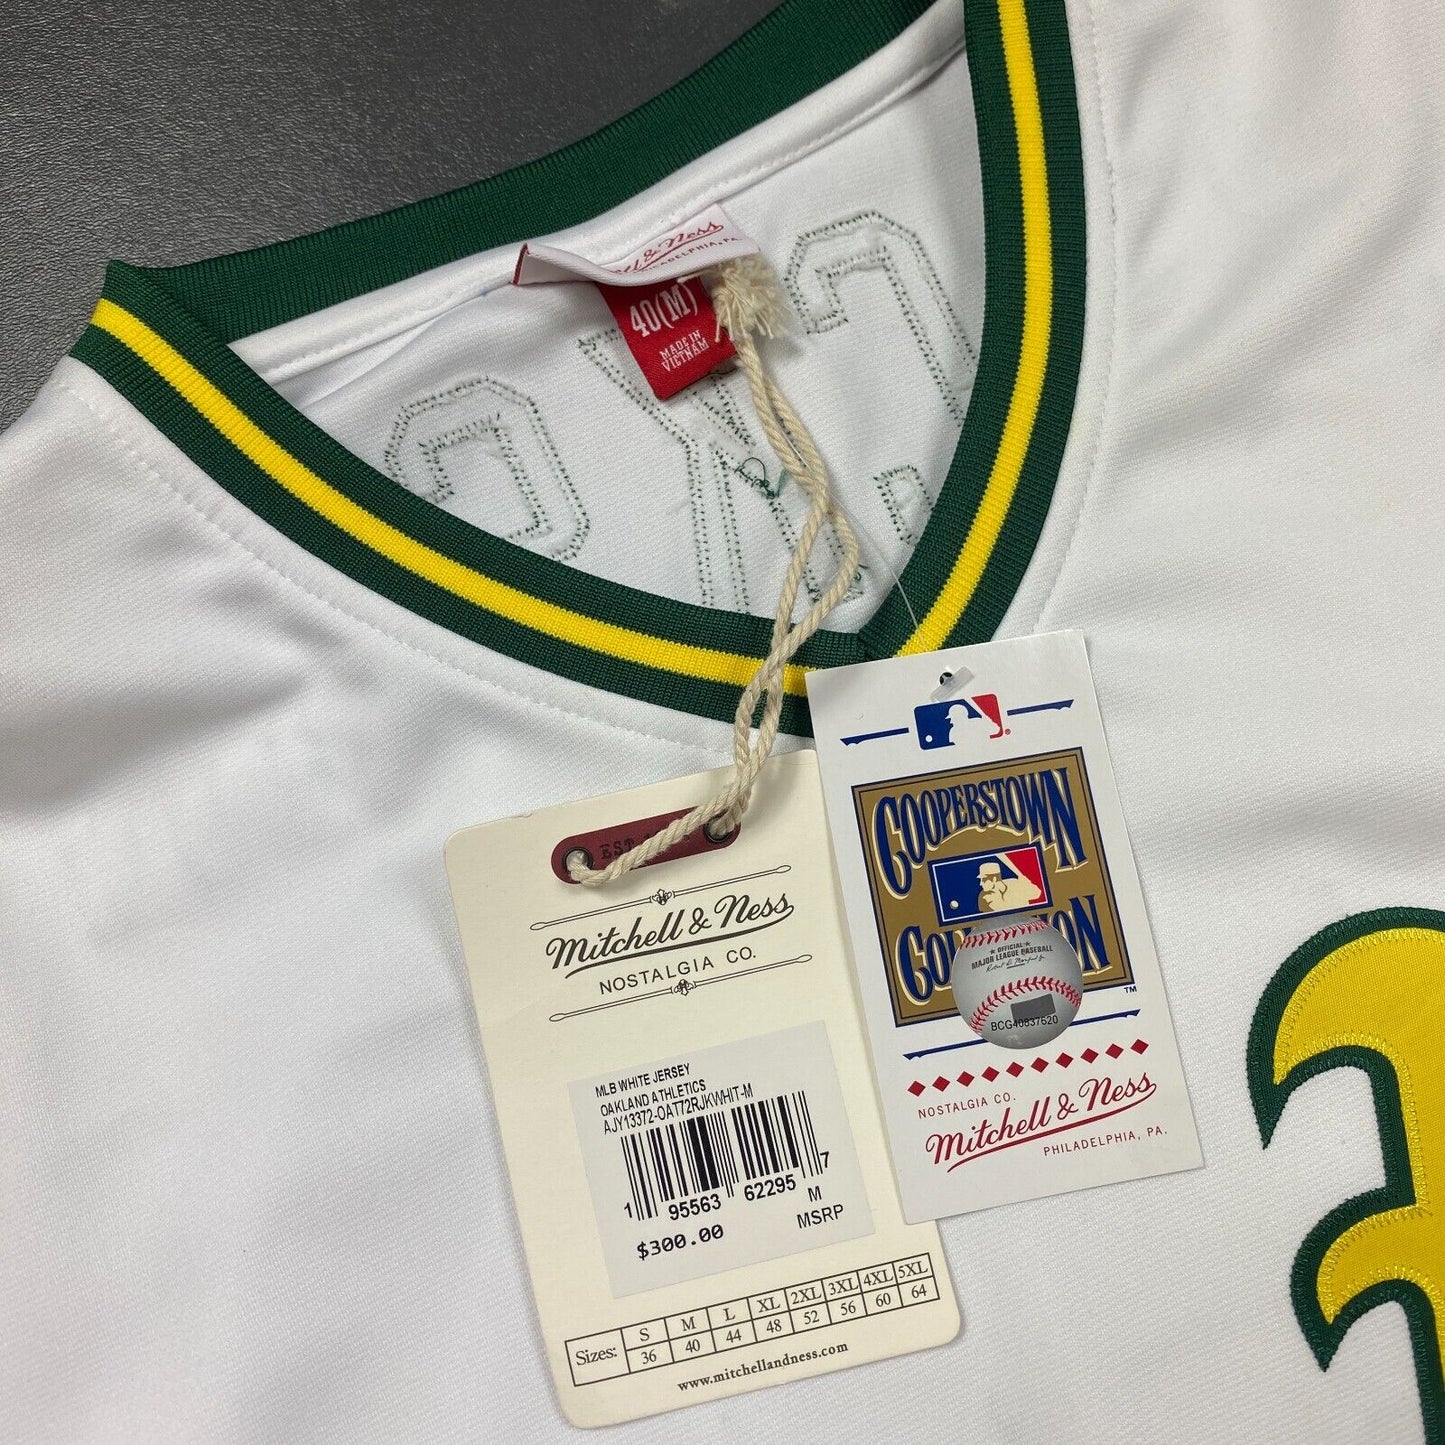 & Ness
PHILADELPHIA, PA.
40(M)
MADE IN
VIETNAM
EST.
Mitchell & Ness
NOSTALGIA CO.
MLB WHITE JERSEY
OAKLAND ATHLETICS
AJY13372-OAT72RJKWHIT-M
1 95563 62295 7
M
$300.00 MSRP
Sizes: S M L XL 2XL 3XL 4XL 5XL
36 40 44 48 52 56 60 64
www.mitchellandness.com
COOPERSTOWN
COLLECTION
TM
OFFICIAL
MAJOR LEAGUE BASEBALL
BCG40837620
NOSTALGIA CO.
Mitchell & Ness
PHILADELPHIA, PA.